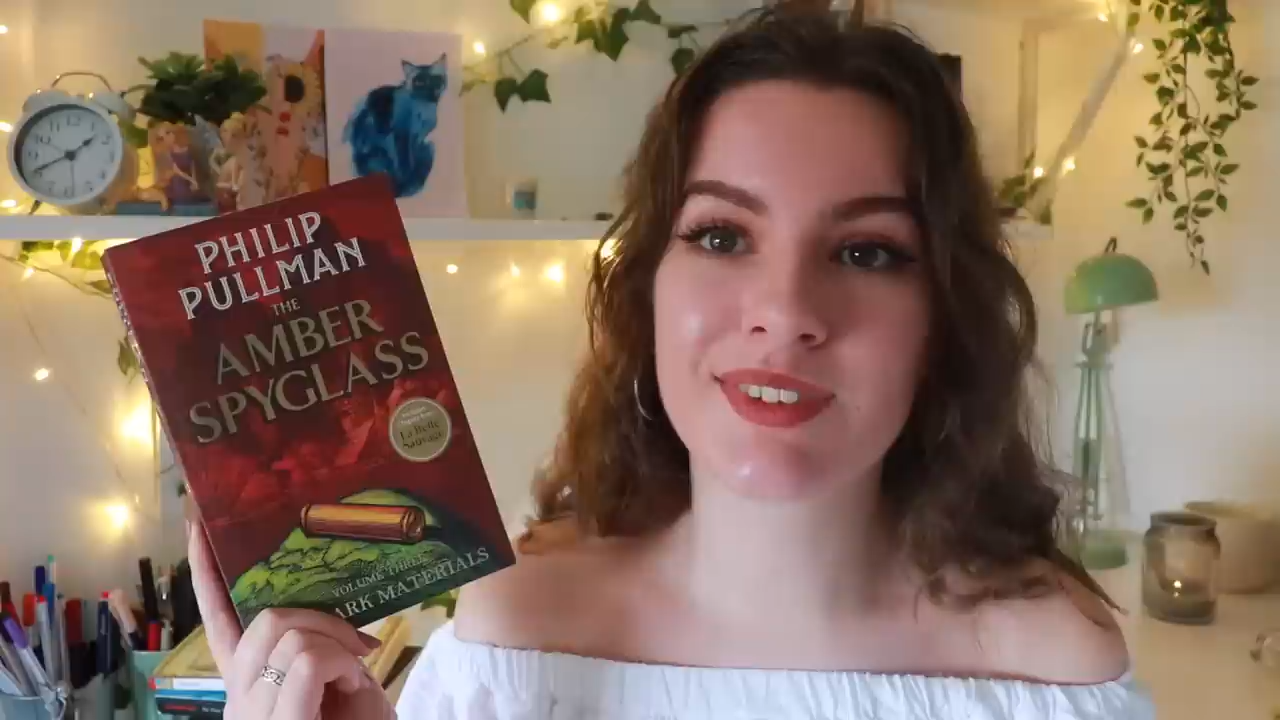 PHILIP
PULLMAN
THE
AMBER
SPYGLASS
La Belle
Sauvage
VOLUME THREE
ARK MATERIALS